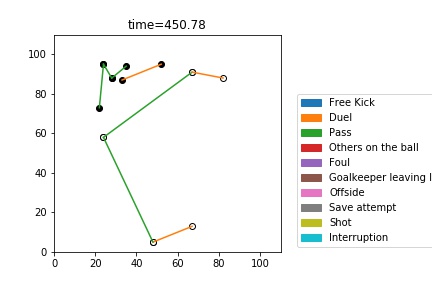 time=450.78
100
80
60
40
20
0
0 20 40 60 80 100
Free Kick
Duel
Pass
Others on the ball
Foul
Goalkeeper leaving l
Offside
Save attempt
Shot
Interruption